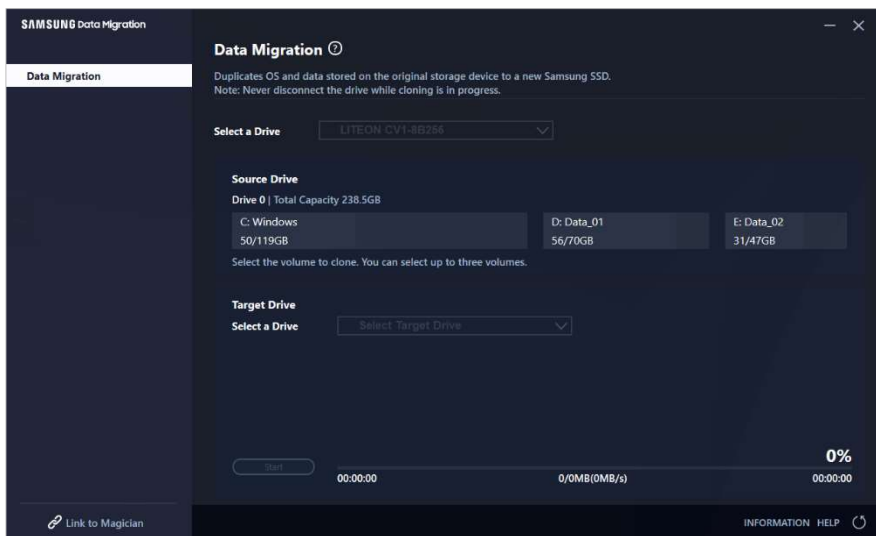 SAMSUNG Data Migration
Data Migration
Data Migration ?
Duplicates OS and data stored on the original storage device to a new Samsung SSD.
Note: Never disconnect the drive while cloning is in progress.
Select a Drive LITEON CV1-8B256
Source Drive
Drive 0 | Total Capacity 238.5GB
C: Windows D: Data_01 E: Data_02
50/119GB 56/70GB 31/47GB
Select the volume to clone. You can select up to three volumes.
Target Drive
Select a Drive Select Target Drive
0%
Start
00:00:00 0/0MB(0MB/s) 00:00:00
Link to Magician
INFORMATION HELP